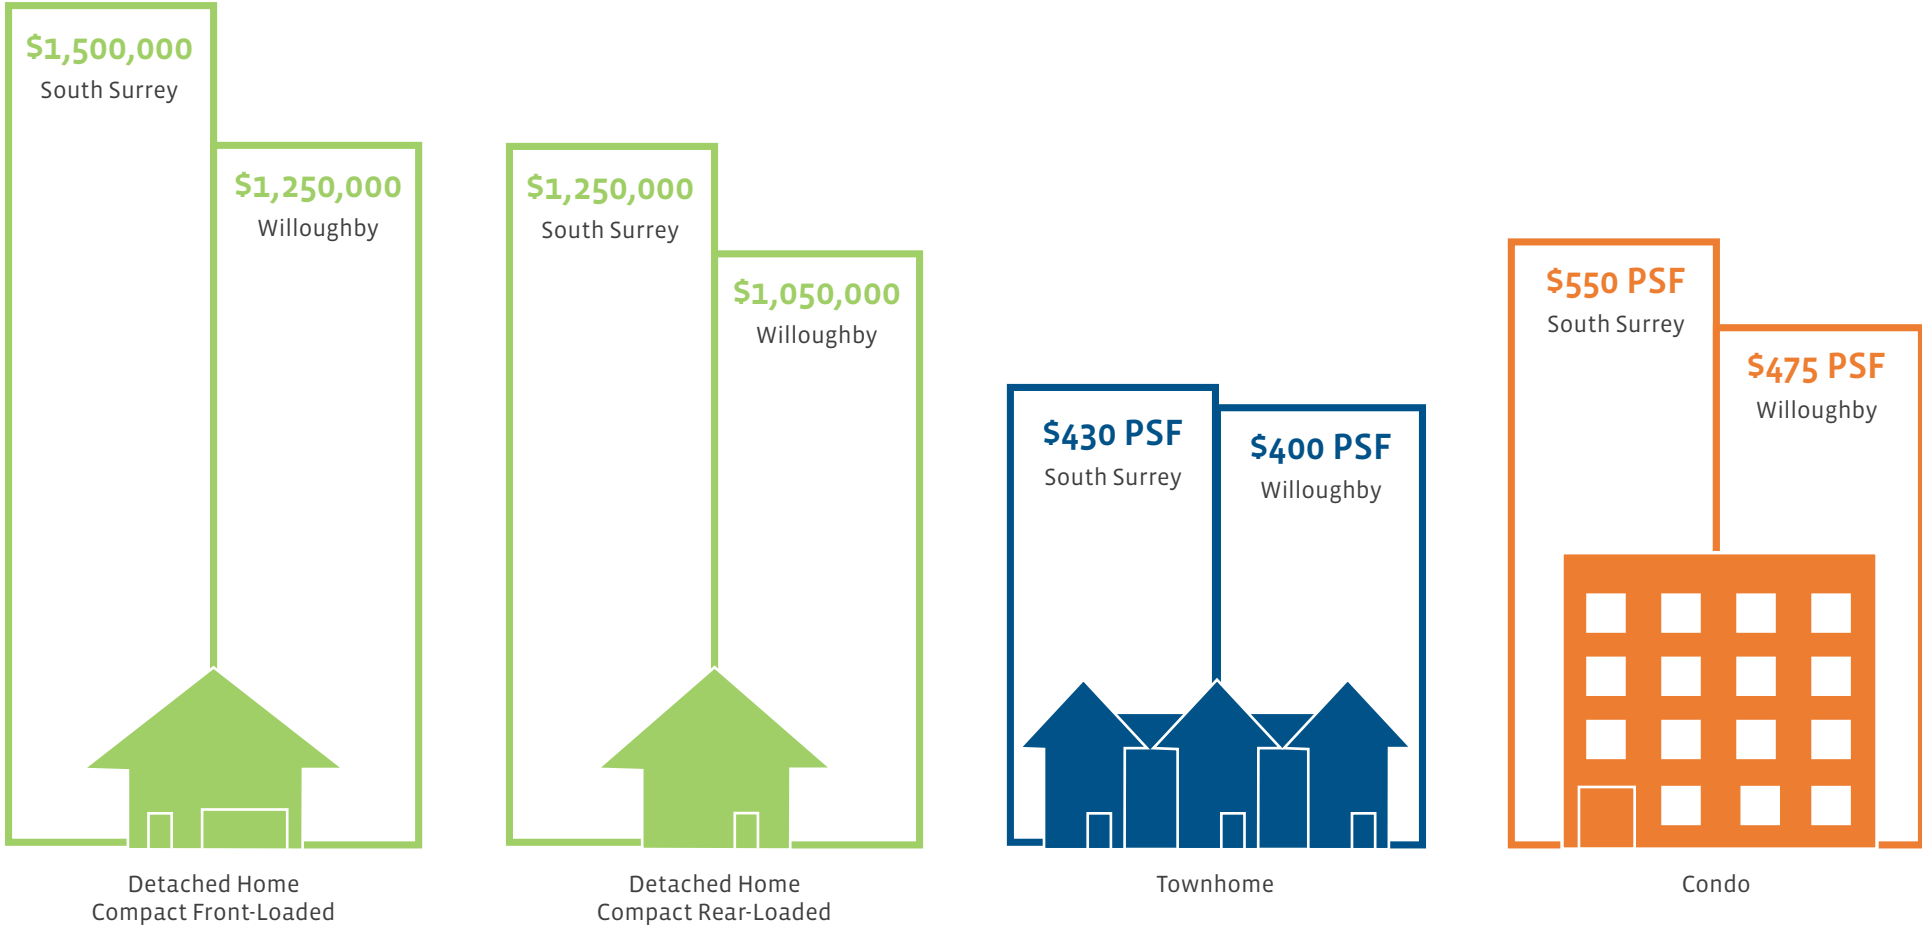 $1,500,000
South Surrey
$1,250,000
Willoughby
Detached Home
Compact Front-Loaded
$1,250,000
South Surrey
$1,050,000
Willoughby
Detached Home
Compact Rear-Loaded
$430 PSF
South Surrey
$400 PSF
Willoughby
Townhome
$550 PSF
South Surrey
$475 PSF
Willoughby
Condo